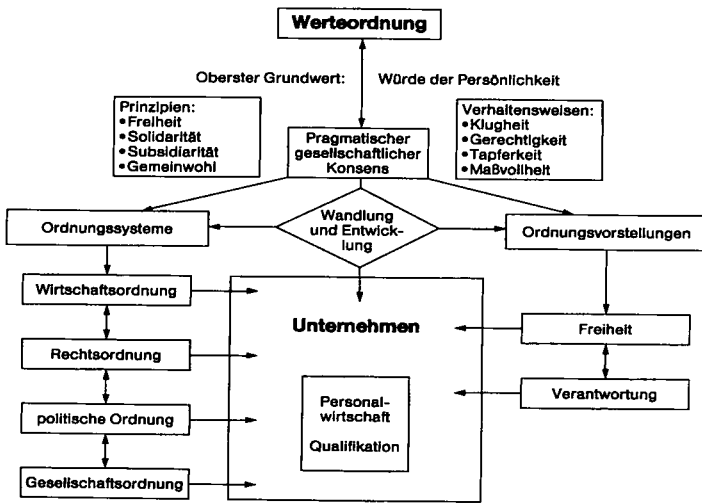 Werteordnung
Oberster Grundwert: Würde der Persönlichkeit
Prinzipien:
• Freiheit
• Solidarität
• Subsidiarität
• Gemeinwohl
Pragmatischer
gesellschaftlicher
Konsens
Verhaltensweisen:
• Klugheit
• Gerechtigkeit
• Tapferkeit
• Maßvollheit
Ordnungssysteme
Wandlung
und Entwick-
lung
Ordnungsvorstellungen
Wirtschaftsordnung
Rechtsordnung
politische Ordnung
Gesellschaftsordnung
Unternehmen
Personal-
wirtschaft
Qualifikation
Freiheit
Verantwortung